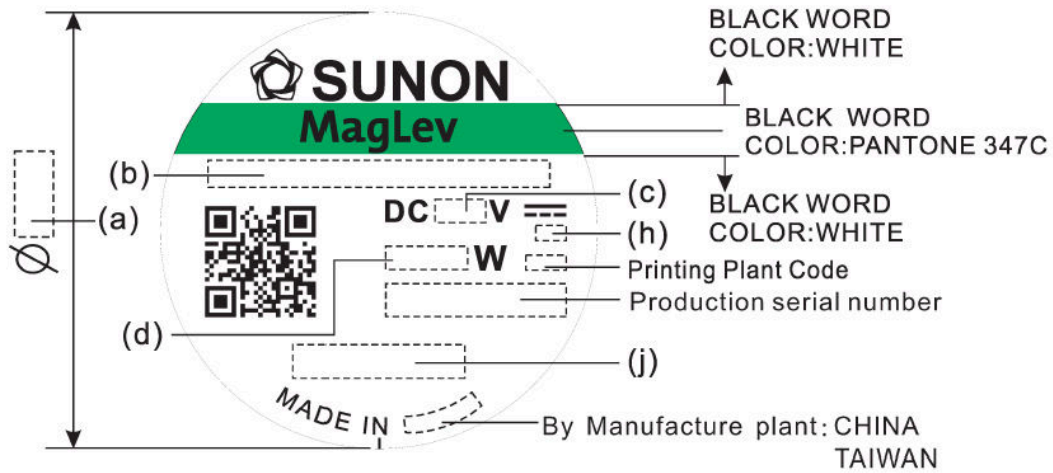 BLACK WORD
COLOR:WHITE
SUNON
MagLev
BLACK WORD
COLOR:PANTONE 347C
(b)
(a)
Ø
(c)
DC V
BLACK WORD
COLOR:WHITE
(h)
W
Printing Plant Code
Production serial number
(d)
(j)
MADE IN
By Manufacture plant: CHINA
TAIWAN